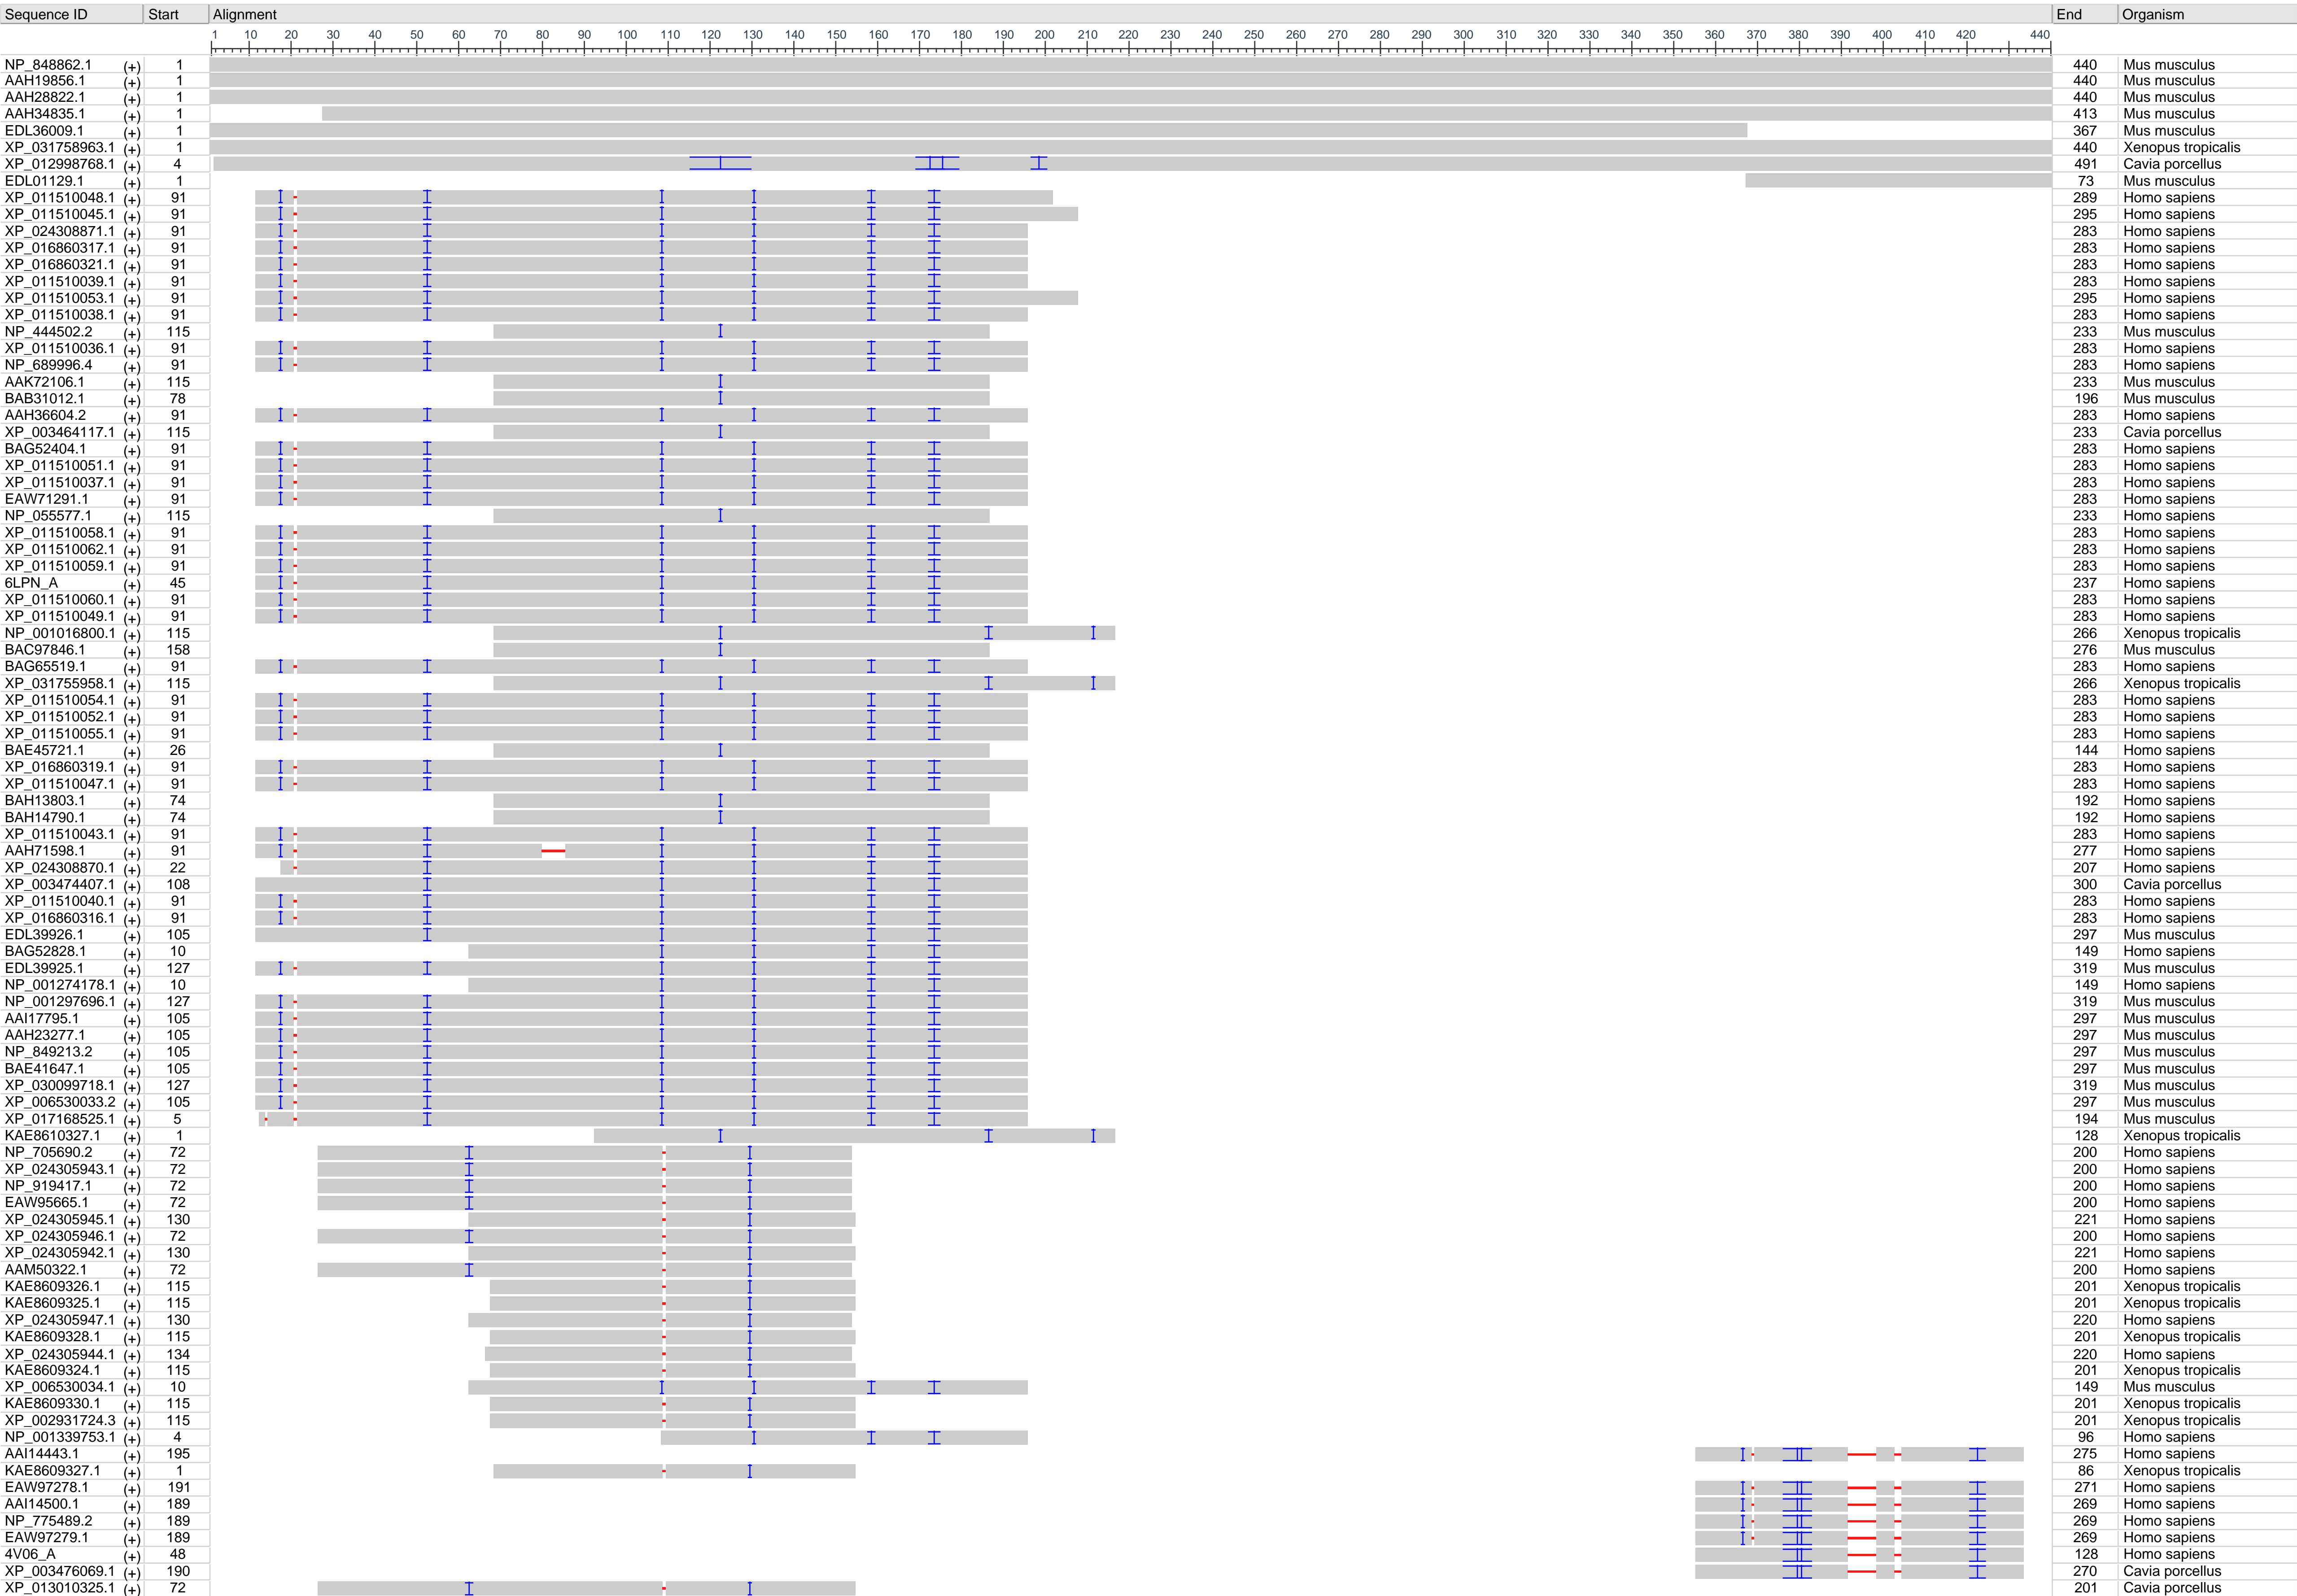 Sequence ID Start Alignment End Organism
1 10 20 30 40 50 60 70 80 90 100 110 120 130 140 150 160 170 180 190 200 210 220 230 240 250 260 270 280 290 300 310 320 330 340 350 360 370 380 390 400 410 420 440
NP_848862.1 (+) 1 440 Mus musculus
AAH19856.1 (+) 1 440 Mus musculus
AAH28822.1 (+) 1 440 Mus musculus
AAH34835.1 (+) 1 413 Mus musculus
EDL36009.1 (+) 1 367 Mus musculus
XP_031758963.1 (+) 1 440 Xenopus tropicalis
XP_012998768.1 (+) 4 491 Cavia porcellus
EDL01129.1 (+) 1 73 Mus musculus
XP_011510048.1 (+) 91 289 Homo sapiens
XP_011510045.1 (+) 91 295 Homo sapiens
XP_024308871.1 (+) 91 283 Homo sapiens
XP_016860317.1 (+) 91 283 Homo sapiens
XP_016860321.1 (+) 91 283 Homo sapiens
XP_011510039.1 (+) 91 283 Homo sapiens
XP_011510053.1 (+) 91 295 Homo sapiens
XP_011510038.1 (+) 91 283 Homo sapiens
NP_444502.2 (+) 115 233 Mus musculus
XP_011510036.1 (+) 91 283 Homo sapiens
NP_689996.4 (+) 91 283 Homo sapiens
AAK72106.1 (+) 115 233 Mus musculus
BAB31012.1 (+) 78 196 Mus musculus
AAH36604.2 (+) 91 283 Homo sapiens
XP_003464117.1 (+) 115 233 Cavia porcellus
BAG52404.1 (+) 91 283 Homo sapiens
XP_011510051.1 (+) 91 283 Homo sapiens
XP_011510037.1 (+) 91 283 Homo sapiens
EAW71291.1 (+) 91 283 Homo sapiens
NP_055577.1 (+) 115 233 Homo sapiens
XP_011510058.1 (+) 91 283 Homo sapiens
XP_011510062.1 (+) 91 283 Homo sapiens
XP_011510059.1 (+) 91 283 Homo sapiens
6LPN_A (+) 45 237 Homo sapiens
XP_011510060.1 (+) 91 283 Homo sapiens
XP_011510049.1 (+) 91 283 Homo sapiens
NP_001016800.1 (+) 115 266 Xenopus tropicalis
BAC97846.1 (+) 158 276 Mus musculus
BAG65519.1 (+) 91 283 Homo sapiens
XP_031755958.1 (+) 115 266 Xenopus tropicalis
XP_011510054.1 (+) 91 283 Homo sapiens
XP_011510052.1 (+) 91 283 Homo sapiens
XP_011510055.1 (+) 91 283 Homo sapiens
BAE45721.1 (+) 26 144 Homo sapiens
XP_016860319.1 (+) 91 283 Homo sapiens
XP_011510047.1 (+) 91 283 Homo sapiens
BAH13803.1 (+) 74 192 Homo sapiens
BAH14790.1 (+) 74 192 Homo sapiens
XP_011510043.1 (+) 91 283 Homo sapiens
AAH71598.1 (+) 91 277 Homo sapiens
XP_024308870.1 (+) 22 207 Homo sapiens
XP_003474407.1 (+) 108 300 Cavia porcellus
XP_011510040.1 (+) 91 283 Homo sapiens
XP_016860316.1 (+) 91 283 Homo sapiens
EDL39926.1 (+) 105 297 Mus musculus
BAG52828.1 (+) 10 149 Homo sapiens
EDL39925.1 (+) 127 319 Mus musculus
NP_001274178.1 (+) 10 149 Homo sapiens
NP_001297696.1 (+) 127 319 Mus musculus
AAI17795.1 (+) 105 297 Mus musculus
AAH23277.1 (+) 105 297 Mus musculus
NP_849213.2 (+) 105 297 Mus musculus
BAE41647.1 (+) 105 297 Mus musculus
XP_030099718.1 (+) 127 319 Mus musculus
XP_006530033.2 (+) 105 297 Mus musculus
XP_017168525.1 (+) 5 194 Mus musculus
KAE8610327.1 (+) 1 128 Xenopus tropicalis
NP_705690.2 (+) 72 200 Homo sapiens
XP_024305943.1 (+) 72 200 Homo sapiens
NP_919417.1 (+) 72 200 Homo sapiens
EAW95665.1 (+) 72 200 Homo sapiens
XP_024305945.1 (+) 130 221 Homo sapiens
XP_024305946.1 (+) 72 200 Homo sapiens
XP_024305942.1 (+) 130 221 Homo sapiens
AAM50322.1 (+) 72 200 Homo sapiens
KAE8609326.1 (+) 115 201 Xenopus tropicalis
KAE8609325.1 (+) 115 201 Xenopus tropicalis
XP_024305947.1 (+) 130 220 Homo sapiens
KAE8609328.1 (+) 115 201 Xenopus tropicalis
XP_024305944.1 (+) 134 220 Homo sapiens
KAE8609324.1 (+) 115 201 Xenopus tropicalis
XP_006530034.1 (+) 10 149 Mus musculus
KAE8609330.1 (+) 115 201 Xenopus tropicalis
XP_002931724.3 (+) 115 201 Xenopus tropicalis
NP_001339753.1 (+) 4 96 Homo sapiens
AAI14443.1 (+) 195 275 Homo sapiens
KAE8609327.1 (+) 1 86 Xenopus tropicalis
EAW97278.1 (+) 191 271 Homo sapiens
AAI14500.1 (+) 189 269 Homo sapiens
NP_775489.2 (+) 189 269 Homo sapiens
EAW97279.1 (+) 189 269 Homo sapiens
4V06_A (+) 48 128 Homo sapiens
XP_003476069.1 (+) 190 270 Cavia porcellus
XP_013010325.1 (+) 72 201 Cavia porcellus